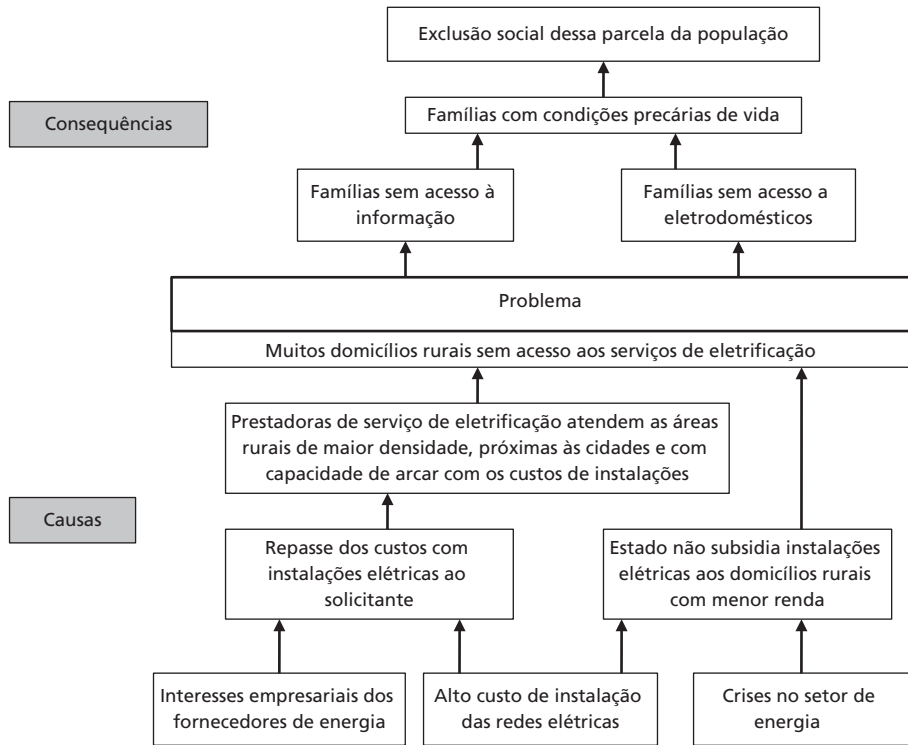 Exclusão social dessa parcela da população
Consequências
Famílias com condições precárias de vida
Famílias sem acesso à
informação
Famílias sem acesso a
eletrodomésticos
Problema
Muitos domicílios rurais sem acesso aos serviços de eletrificação
Prestadoras de serviço de eletrificação atendem as áreas
rurais de maior densidade, próximas às cidades e com
capacidade de arcar com os custos de instalações
Causas
Repasse dos custos com
instalações elétricas ao
solicitante
Estado não subsidia instalações
elétricas aos domicílios rurais
com menor renda
Interesses empresariais dos
fornecedores de energia
Alto custo de instalação
das redes elétricas
Crises no setor de
energia